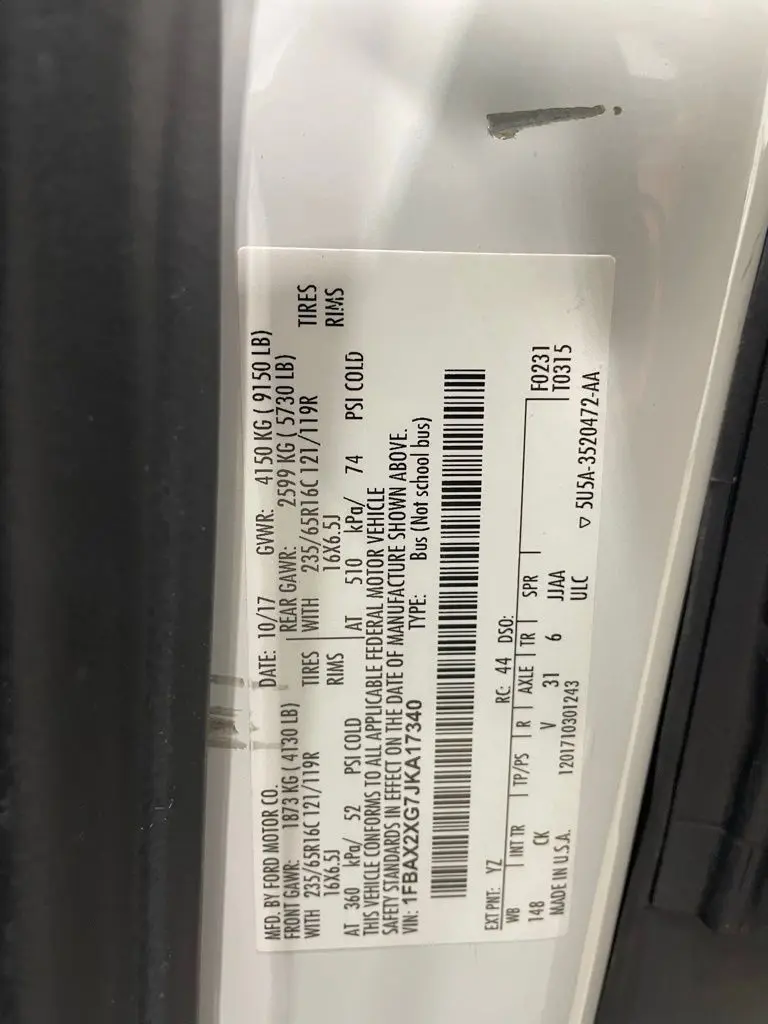 MFD. BY FORD MOTOR CO.
DATE: 10/17 GVWR: 4150 KG ( 9150 LB)
FRONT GAWR: 1873 KG ( 4130 LB) REAR GAWR: 2599 KG ( 5730 LB)
WITH 235/65R16C 121/119R TIRES WITH 235/65R16C 121/119R TIRES
16X6.5J RIMS 16X6.5J RIMS
AT 360 kPa/ 52 PSI COLD AT 510 kPa/ 74 PSI COLD
THIS VEHICLE CONFORMS TO ALL APPLICABLE FEDERAL MOTOR VEHICLE
SAFETY STANDARDS IN EFFECT ON THE DATE OF MANUFACTURE SHOWN ABOVE.
VIN: 1FBAX2XG7JKA17340 TYPE: Bus (Not school bus)
EXT PNT: YZ RC: 44 DSO:
WB INT TR TP/PS R AXLE TR SPR F0231
148 CK V 31 6 JJAA T0315
MADE IN U.S.A. 1201710301243 ULC ▽ 5U5A-3520472-AA